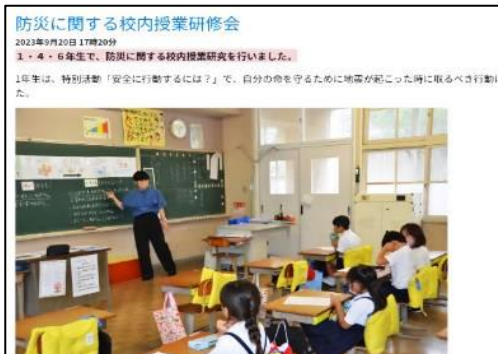 防災に関する校内授業研修会
2023年9月20日 17時20分
1・4・6年生で、防災に関する校内授業研究を行いました。
1年生は、特別活動「安全に行動するには？」で、自分の命を守るために地震が起こった時に取るべき行動に
た。